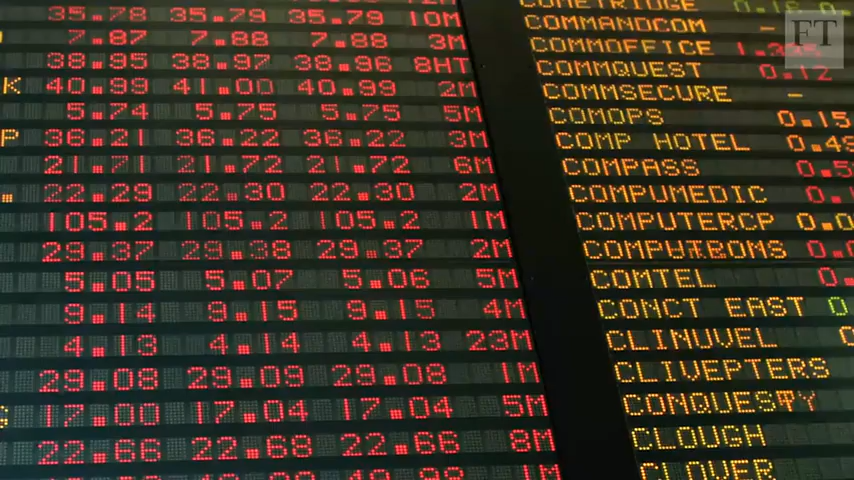 35.78 35.79 35.79 10M
7.87 7.88 7.88 3M
38.95 38.97 38.96 8HT
K 40.99 41.00 40.99 2M
5.74 5.75 5.75 5M
P 36.21 36.22 36.22 3M
21.71 21.72 21.72 6M
22.29 22.30 22.30 2M
105.2 105.2 105.2 1M
29.37 29.38 29.37 2M
5.05 5.07 5.06 5M
9.14 9.15 9.15 4M
4.13 4.14 4.13 23M
29.08 29.09 29.08 1M
17.00 17.04 17.04 5M
22.66 22.68 22.66 8M
1M
COMETRIDGE
COMMANDCOM –
COMMOFFICE
COMMQUEST 0.12
COMMSECURE –
COMOPS 0.15
COMP HOTEL 0.49
COMPASS
COMPUMEDIC
COMPUTERCP
COMTEL
CONCT EAST
CLINUVEL
CLIVEPTERS
CLOUGH
CLOVER
FT